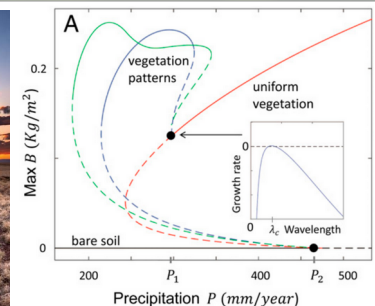 A
0.2
vegetation
patterns
uniform
vegetation
Max B (Kg/m²)
Growth rate
0
0
λc
Wavelength
bare soil
0
200
P₁
400
P₂
500
Precipitation P (mm/year)